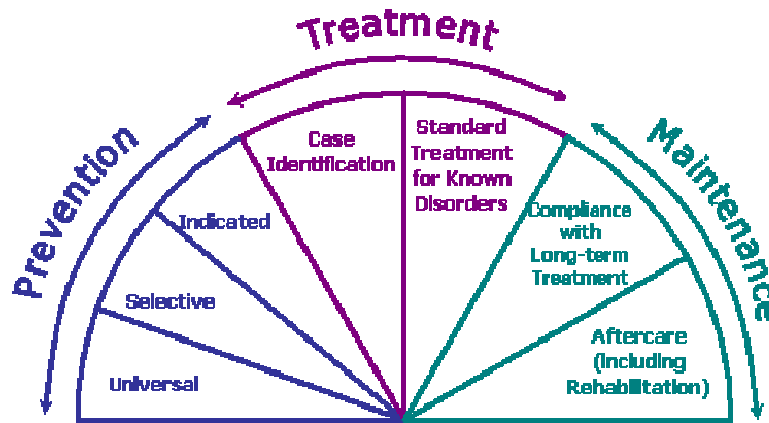 Treatment
Prevention
Maintenance
Case
Identification
Standard
Treatment
for Known
Disorders
Indicated
Selective
Universal
Compliance
with
Long-term
Treatment
Aftercare
(Including
Rehabilitation)